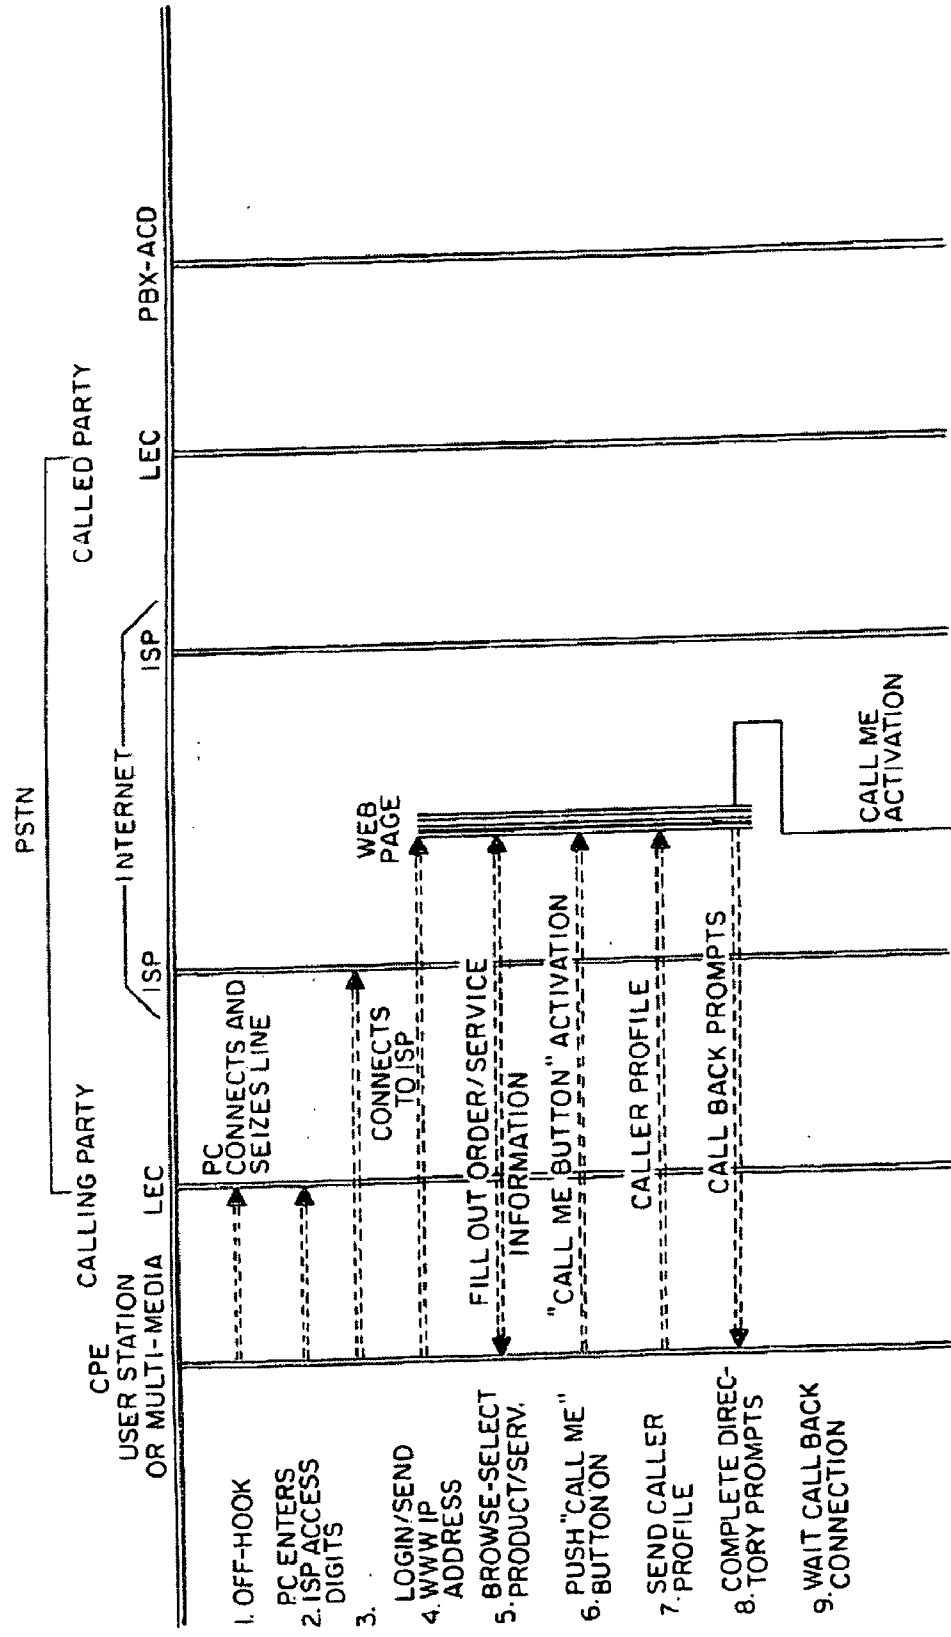 PSTN
CALLING PARTY
CALLED PARTY
CPE
USER STATION
OR MULTI-MEDIA
LEC
INTERNET
ISP
ISP
LEC
PBX-ACD
1. OFF-HOOK
PC
CONNECTS AND
SEIZES LINE
PC ENTERS
2. ISP ACCESS
DIGITS
3.
CONNECTS
TO ISP
WEB
PAGE
LOGIN/SEND
4. WWW IP
ADDRESS
BROWSE-SELECT
5. PRODUCT/SERV.
FILL OUT ORDER/SERVICE
INFORMATION
6. PUSH "CALL ME"
BUTTON ON
"CALL ME BUTTON" ACTIVATION
7. SEND CALLER
PROFILE
CALLER PROFILE
8. COMPLETE DIREC-
TORY PROMPTS
CALL BACK PROMPTS
9. WAIT CALL BACK
CONNECTION
CALL ME
ACTIVATION